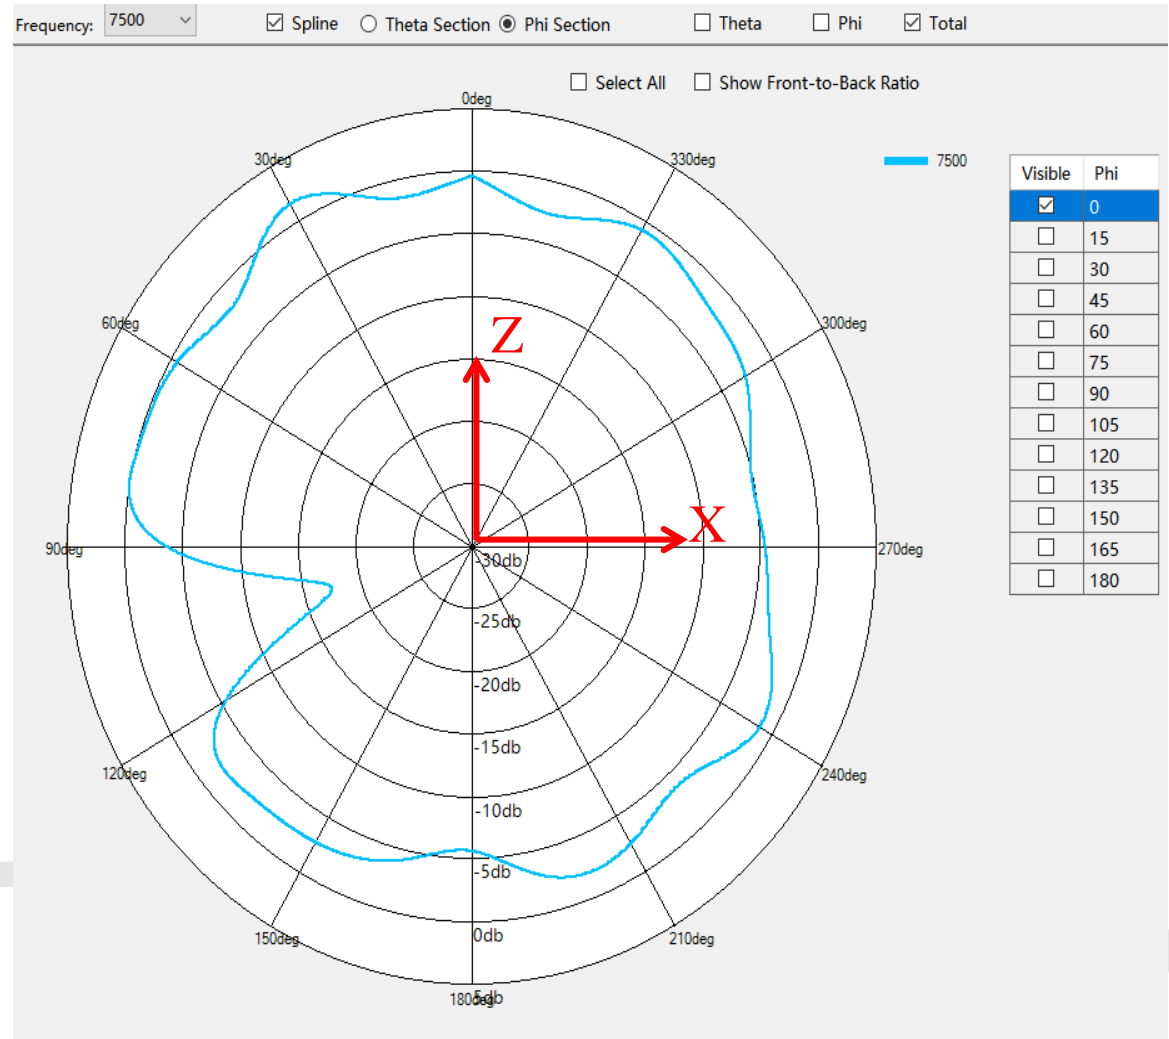 Frequency: 7500 Spline Theta Section Phi Section Theta Phi Total
Select All Show Front-to-Back Ratio
0deg
30deg 330deg
7500
Visible Phi
0
15
30
45
60
75
90
105
120
135
150
165
180
60deg 300deg
Z
X
90deg 270deg
-30db
-25db
-20db
-15db
120deg 240deg
-10db
-5db
0db
150deg 210deg
180deg
5db